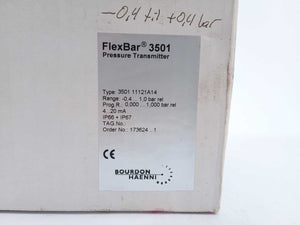 -0,4 til +0,4 bar
FlexBar® 3501
Pressure Transmitter
Type: 3501 11121A14
Range: -0,4 ... 1,0 bar rel
Prog.R.: 0,000 ... 1,000 bar.rel
4...20 mA
IP66 + IP67
TAG.No.:
Order No.: 173624 .. 1
CE
BOURDON
HAENNI